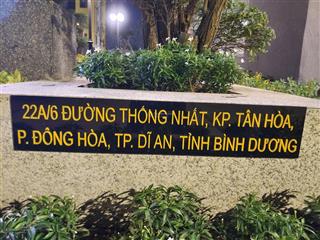 22A/6 ĐƯỜNG THỐNG NHẤT, KP. TÂN HÒA,
P. ĐÔNG HÒA, TP. DĨ AN, TỈNH BÌNH DƯƠNG